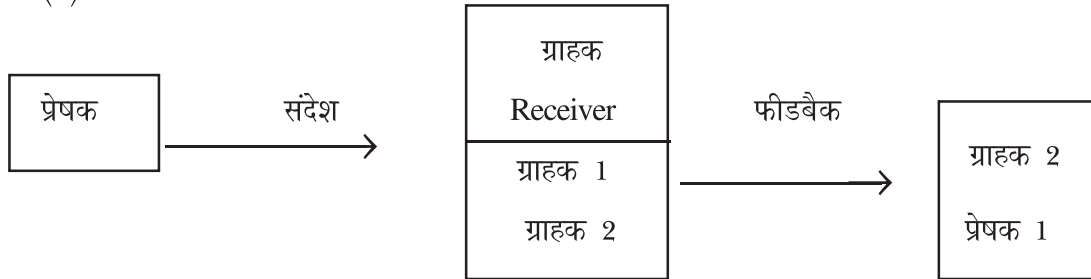 प्रेषक
संदेश
ग्राहक
Receiver
ग्राहक 1
ग्राहक 2
फीडबैक
ग्राहक 2
प्रेषक 1